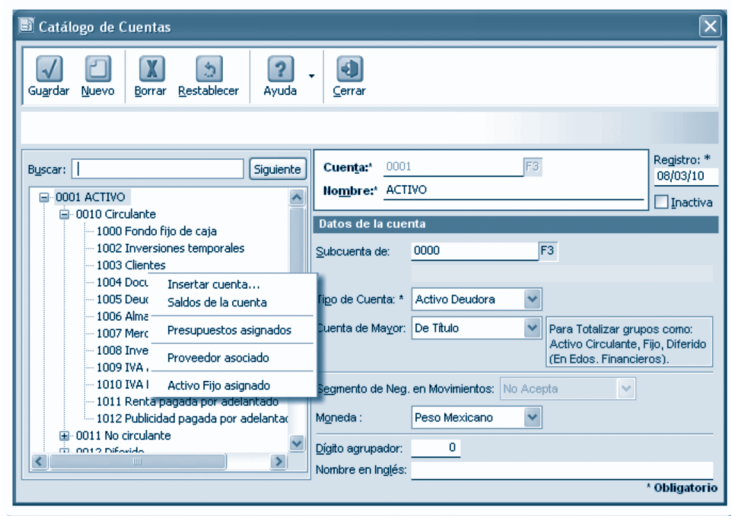 Catálogo de Cuentas
Guardar Nuevo Borrar Restablecer Ayuda Cerrar
Buscar: Siguiente
0001 ACTIVO
0010 Circulante
1000 Fondo fijo de caja
1002 Inversiones temporales
1003 Clientes
1004 Docu
1005 Deud
1006 Alma
1007 Merc
1008 Inve
1009 IVA
1010 IVA
1011 Renta pagada por adelantado
1012 Publicidad pagada por adelantac
0011 No circulante
0012 Diferido
Insertar cuenta...
Saldos de la cuenta
Presupuestos asignados
Proveedor asociado
Activo Fijo asignado
Cuenta:* 0001 F3
Nombre:* ACTIVO
Registro: *
08/03/10
Inactiva
Datos de la cuenta
Subcuenta de: 0000 F3
Tipo de Cuenta: * Activo Deudora
Cuenta de Mayor: De Título
Para Totalizar grupos como:
Activo Circulante, Fijo, Diferido
(En Edos. Financieros).
Segmento de Neg. en Movimientos: No Acepta
Moneda : Peso Mexicano
Dígito agrupador: 0
Nombre en Inglés:
* Obligatorio